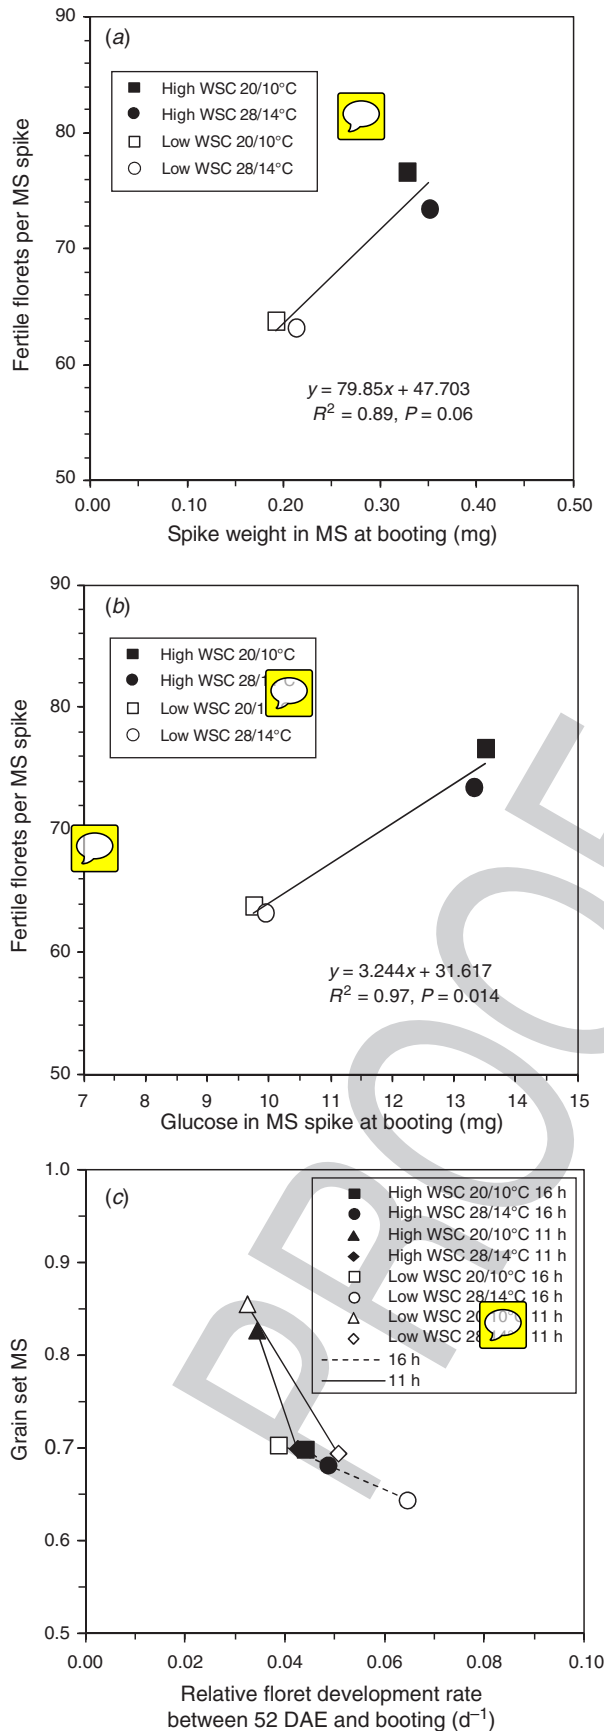 90
(a)
High WSC 20/10°C
High WSC 28/14°C
Low WSC 20/10°C
Low WSC 28/14°C
80
70
60
50
Fertile florets per MS spike
y = 79.85x + 47.703
R² = 0.89, P = 0.06
0.00 0.10 0.20 0.30 0.40 0.50
Spike weight in MS at booting (mg)
90
(b)
High WSC 20/10°C
High WSC 28/1 °C
Low WSC 20/1
Low WSC 28/14°C
80
70
60
50
Fertile florets per MS spike
y = 3.244x + 31.617
R² = 0.97, P = 0.014
7 8 9 10 11 12 13 14 15
Glucose in MS spike at booting (mg)
1.0
(c)
High WSC 20/10°C 16 h
High WSC 28/14°C 16 h
High WSC 20/10°C 11 h
High WSC 28/14°C 11 h
Low WSC 20/10°C 16 h
Low WSC 28/14°C 16 h
Low WSC 20/10°C 11 h
Low WSC 28/14°C 11 h
16 h
11 h
0.9
0.8
0.7
0.6
0.5
Grain set MS
0.00 0.02 0.04 0.06 0.08 0.10
Relative floret development rate
between 52 DAE and booting (d⁻¹)
PROOF